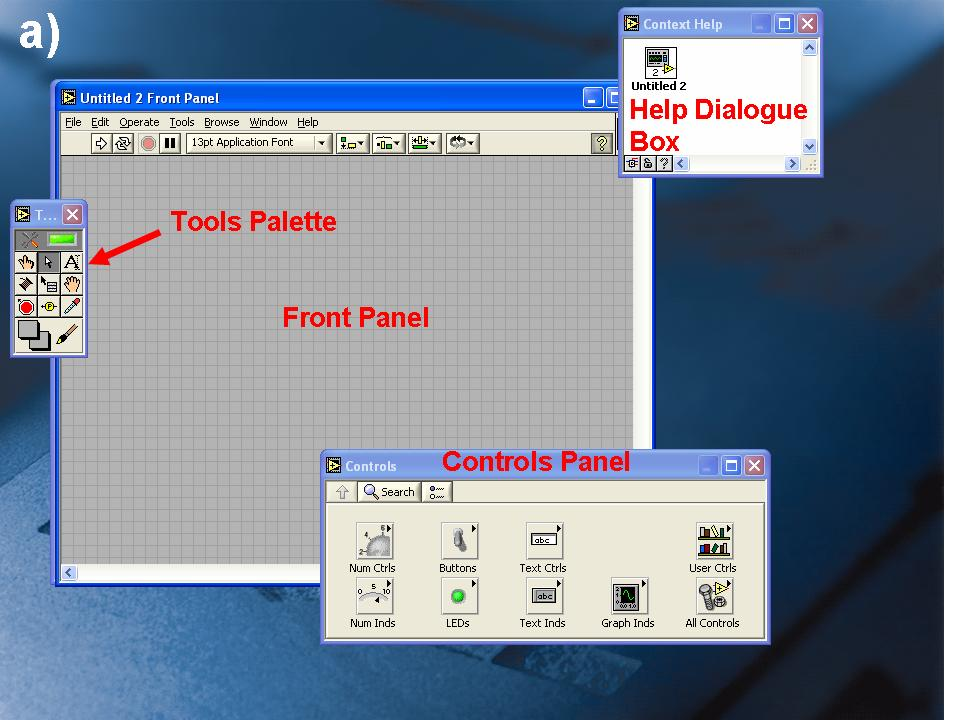 a)
Context Help
Untitled 2
Help Dialogue
Box
Untitled 2 Front Panel
File Edit Operate Tools Browse Window Help
13pt Application Font
T...
Tools Palette
Front Panel
Controls
Controls Panel
Search
Num Ctrls Buttons Text Ctrls User Ctrls
Num Inds LEDs Text Inds Graph Inds All Controls